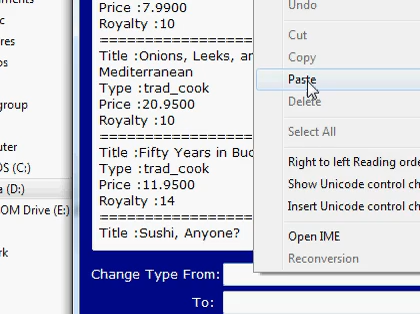 res
os
group
uter
OS (C:)
a (D:)
OM Drive (E:)
rk
Price :7.9900
Royalty :10
====================
Title :Onions, Leeks, an
Mediterranean
Type :trad_cook
Price :20.9500
Royalty :10
====================
Title :Fifty Years in Buc
Type :trad_cook
Price :11.9500
Royalty :14
====================
Title :Sushi, Anyone?
Change Type From:
To:
Undo
Cut
Copy
Paste
Delete
Select All
Right to left Reading orde
Show Unicode control ch
Insert Unicode control ch
Open IME
Reconversion